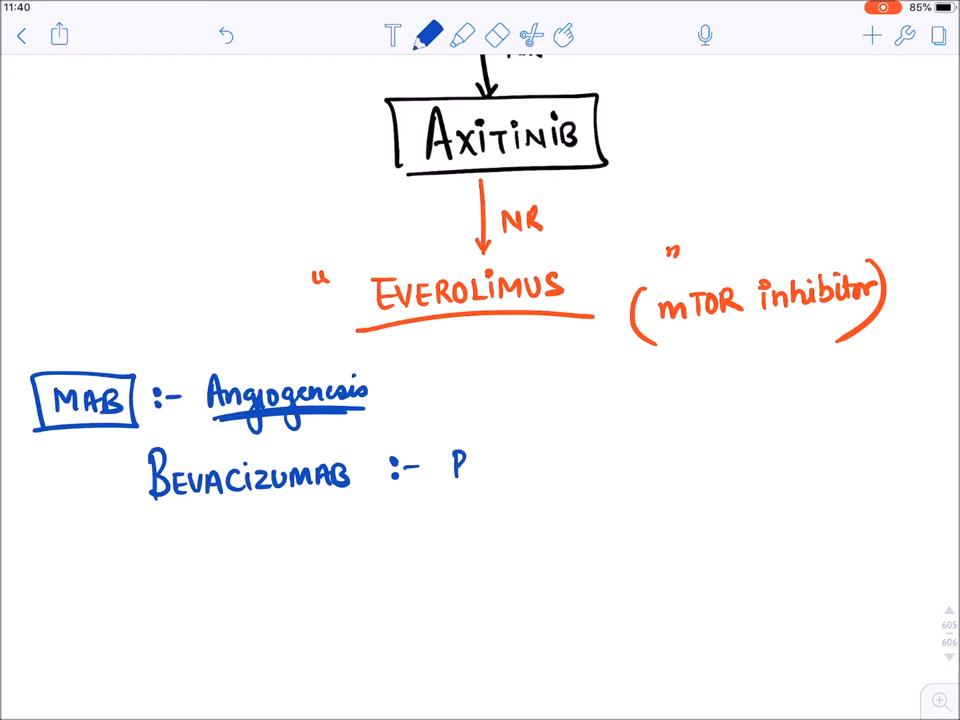 11:40
85%
T
AXITINIB
NR
" EVEROLIMUS " (mTOR inhibitor)
MAB :- Angiogenesis
BEVACIZUMAB :- P
605
606